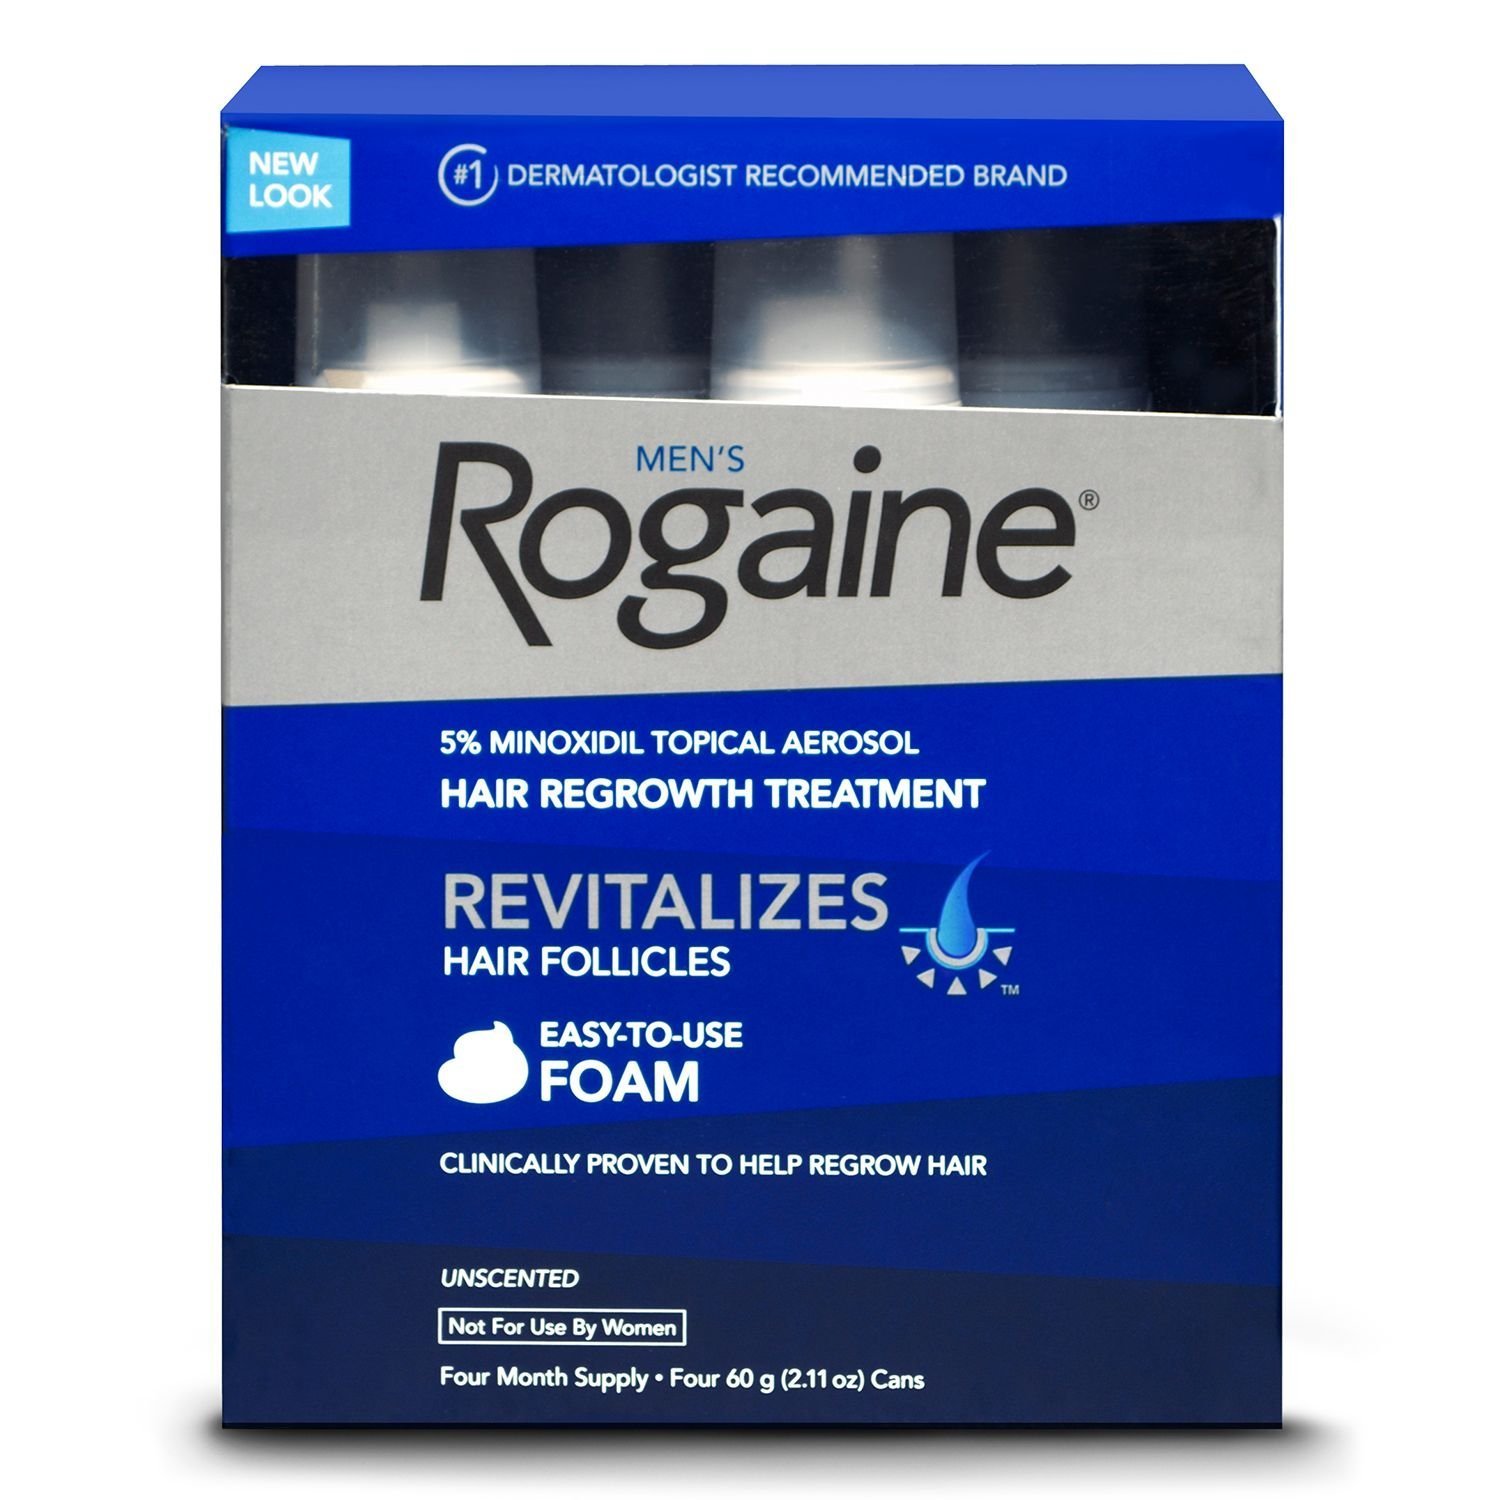 NEW
LOOK
#1 DERMATOLOGIST RECOMMENDED BRAND
MEN'S
Rogaine®
5% MINOXIDIL TOPICAL AEROSOL
HAIR REGROWTH TREATMENT
REVITALIZES
HAIR FOLLICLES
TM
EASY-TO-USE
FOAM
CLINICALLY PROVEN TO HELP REGROW HAIR
UNSCENTED
Not For Use By Women
Four Month Supply • Four 60 g (2.11 oz) Cans